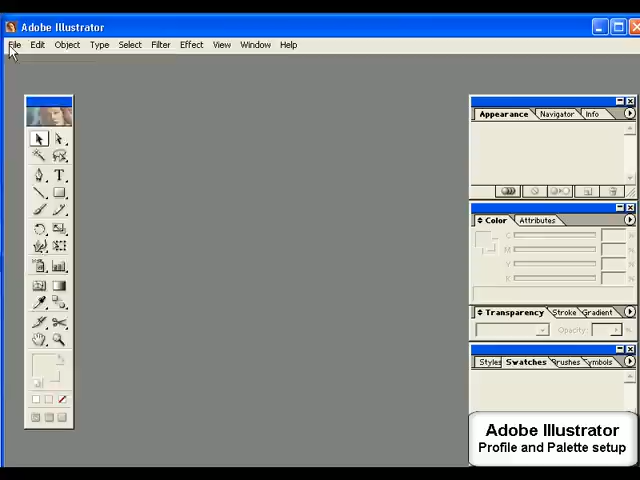 Adobe Illustrator
File Edit Object Type Select Filter Effect View Window Help
Appearance Navigator Info
Color Attributes
C
M
Y
K
Transparency Stroke Gradient
Opacity: %
Styles Swatches Brushes Symbols
Adobe Illustrator
Profile and Palette setup